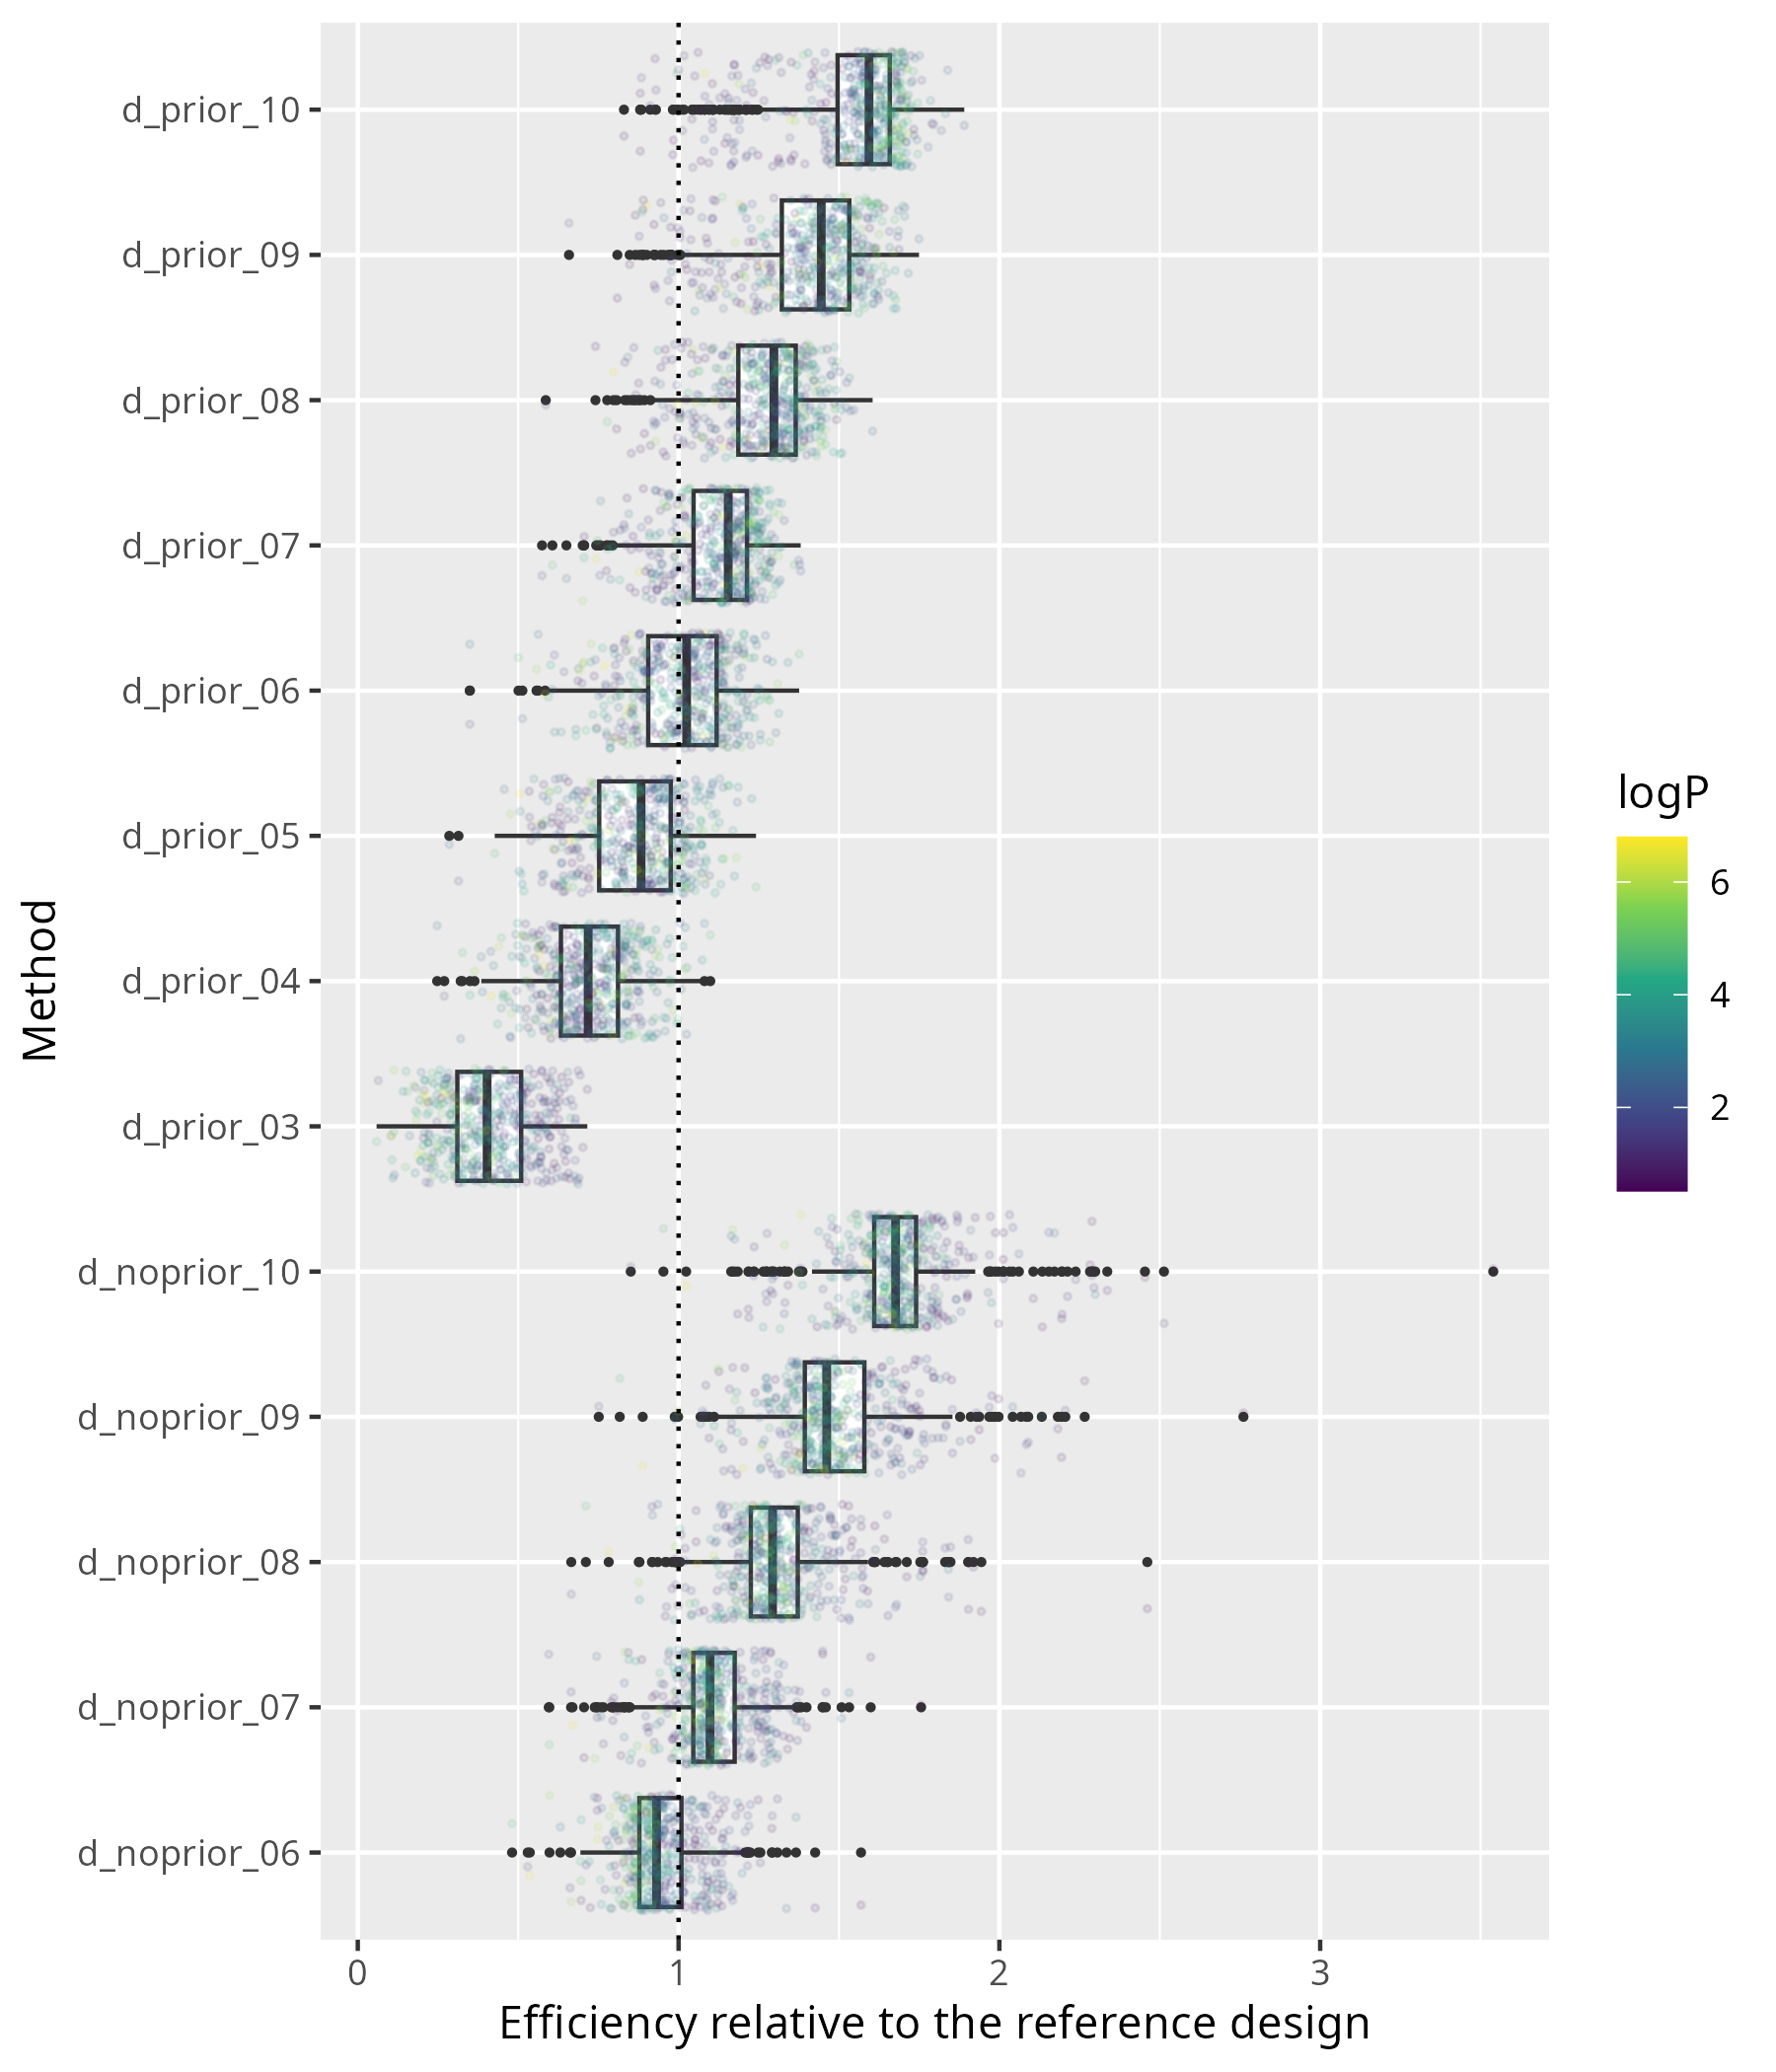 d_prior_10
d_prior_09
d_prior_08
d_prior_07
d_prior_06
d_prior_05
d_prior_04
d_prior_03
d_noprior_10
d_noprior_09
d_noprior_08
d_noprior_07
d_noprior_06
Method
0 1 2 3
Efficiency relative to the reference design
logP
6
4
2